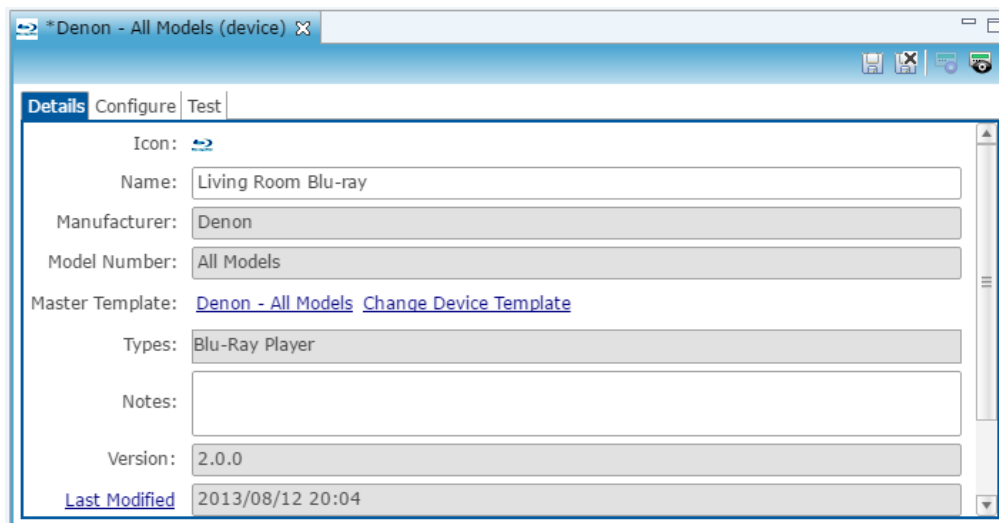 *Denon - All Models (device)
Details Configure Test
Icon:
Name: Living Room Blu-ray
Manufacturer: Denon
Model Number: All Models
Master Template: Denon - All Models Change Device Template
Types: Blu-Ray Player
Notes:
Version: 2.0.0
Last Modified 2013/08/12 20:04